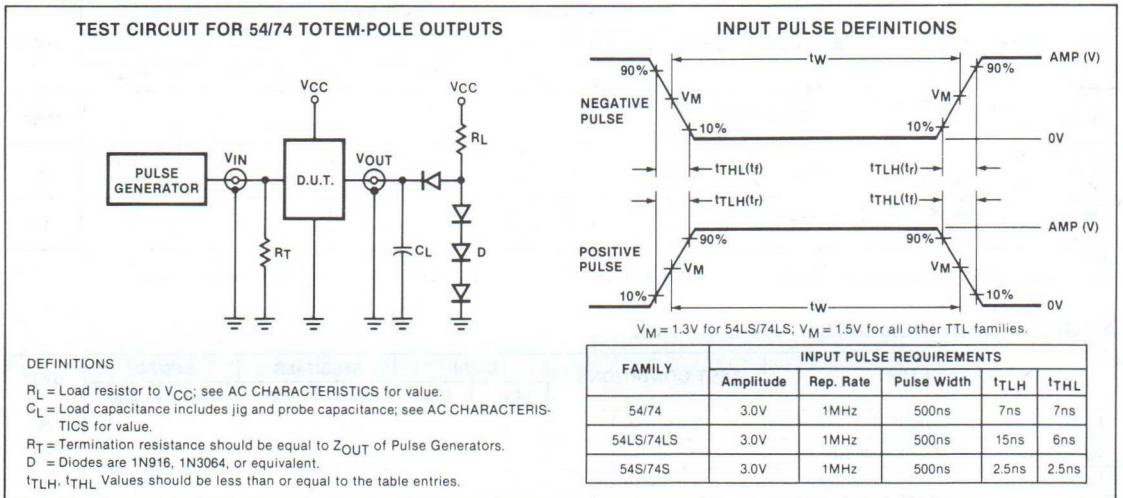 TEST CIRCUIT FOR 54/74 TOTEM-POLE OUTPUTS
VCC
VCC
RL
VIN
VOUT
PULSE
GENERATOR
D.U.T.
RT
CL
D
DEFINITIONS
RL = Load resistor to VCC; see AC CHARACTERISTICS for value.
CL = Load capacitance includes jig and probe capacitance; see AC CHARACTERIS-
TICS for value.
RT = Termination resistance should be equal to ZOUT of Pulse Generators.
D = Diodes are 1N916, 1N3064, or equivalent.
tTLH, tTHL Values should be less than or equal to the table entries.
INPUT PULSE DEFINITIONS
90%
tW
90%
AMP (V)
NEGATIVE
PULSE
VM
VM
10%
10%
0V
tTHL(tf)
tTLH(tr)
tTLH(tr)
tTHL(tf)
AMP (V)
90%
90%
POSITIVE
PULSE
VM
VM
10%
10%
tW
0V
VM = 1.3V for 54LS/74LS; VM = 1.5V for all other TTL families.
FAMILY
INPUT PULSE REQUIREMENTS
Amplitude Rep. Rate Pulse Width tTLH tTHL
54/74 3.0V 1MHz 500ns 7ns 7ns
54LS/74LS 3.0V 1MHz 500ns 15ns 6ns
54S/74S 3.0V 1MHz 500ns 2.5ns 2.5ns